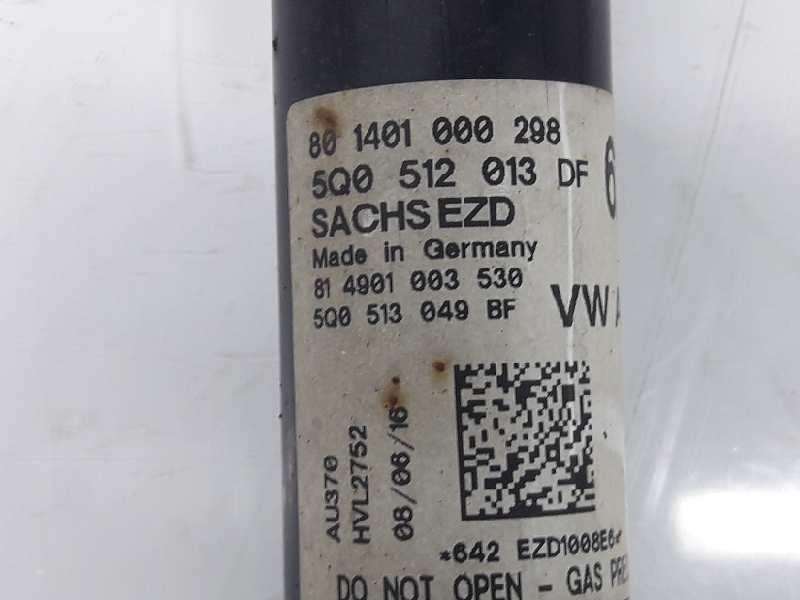 80 1401 000 298
5Q0 512 013 DF 6
SACHS EZD
Made in Germany
81 4901 003 530
5Q0 513 049 BF VW
AU370
HVL2752
08/06/16
*642 EZD1008E6
DO NOT OPEN - GAS